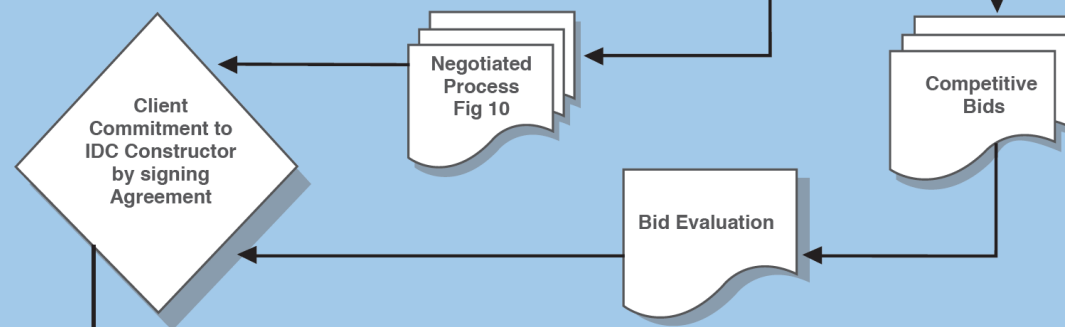 Client
Commitment to
IDC Constructor
by signing
Agreement
Negotiated
Process
Fig 10
Competitive
Bids
Bid Evaluation